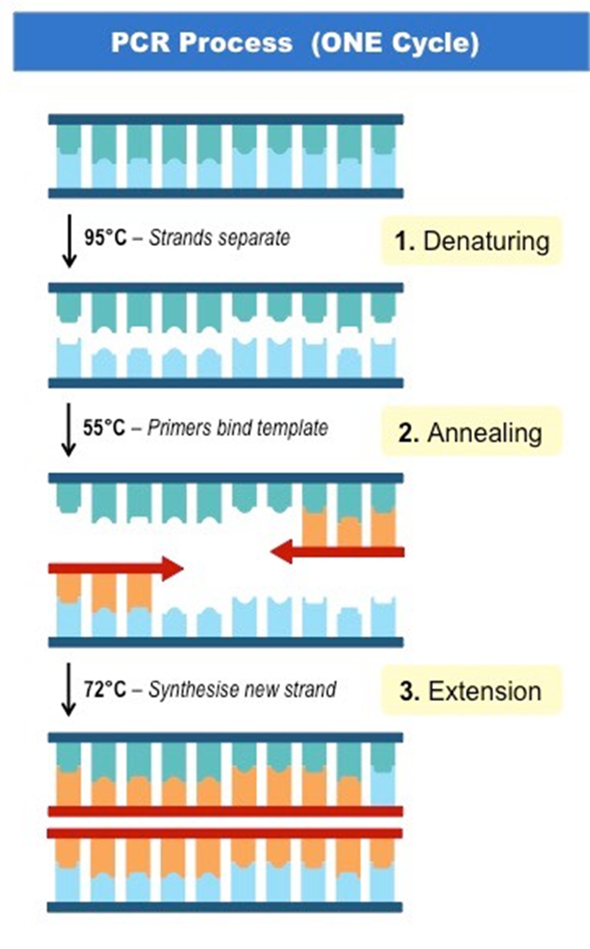 PCR Process  (ONE Cycle)
95°C – Strands separate
1. Denaturing
55°C – Primers bind template
2. Annealing
72°C – Synthesise new strand
3. Extension